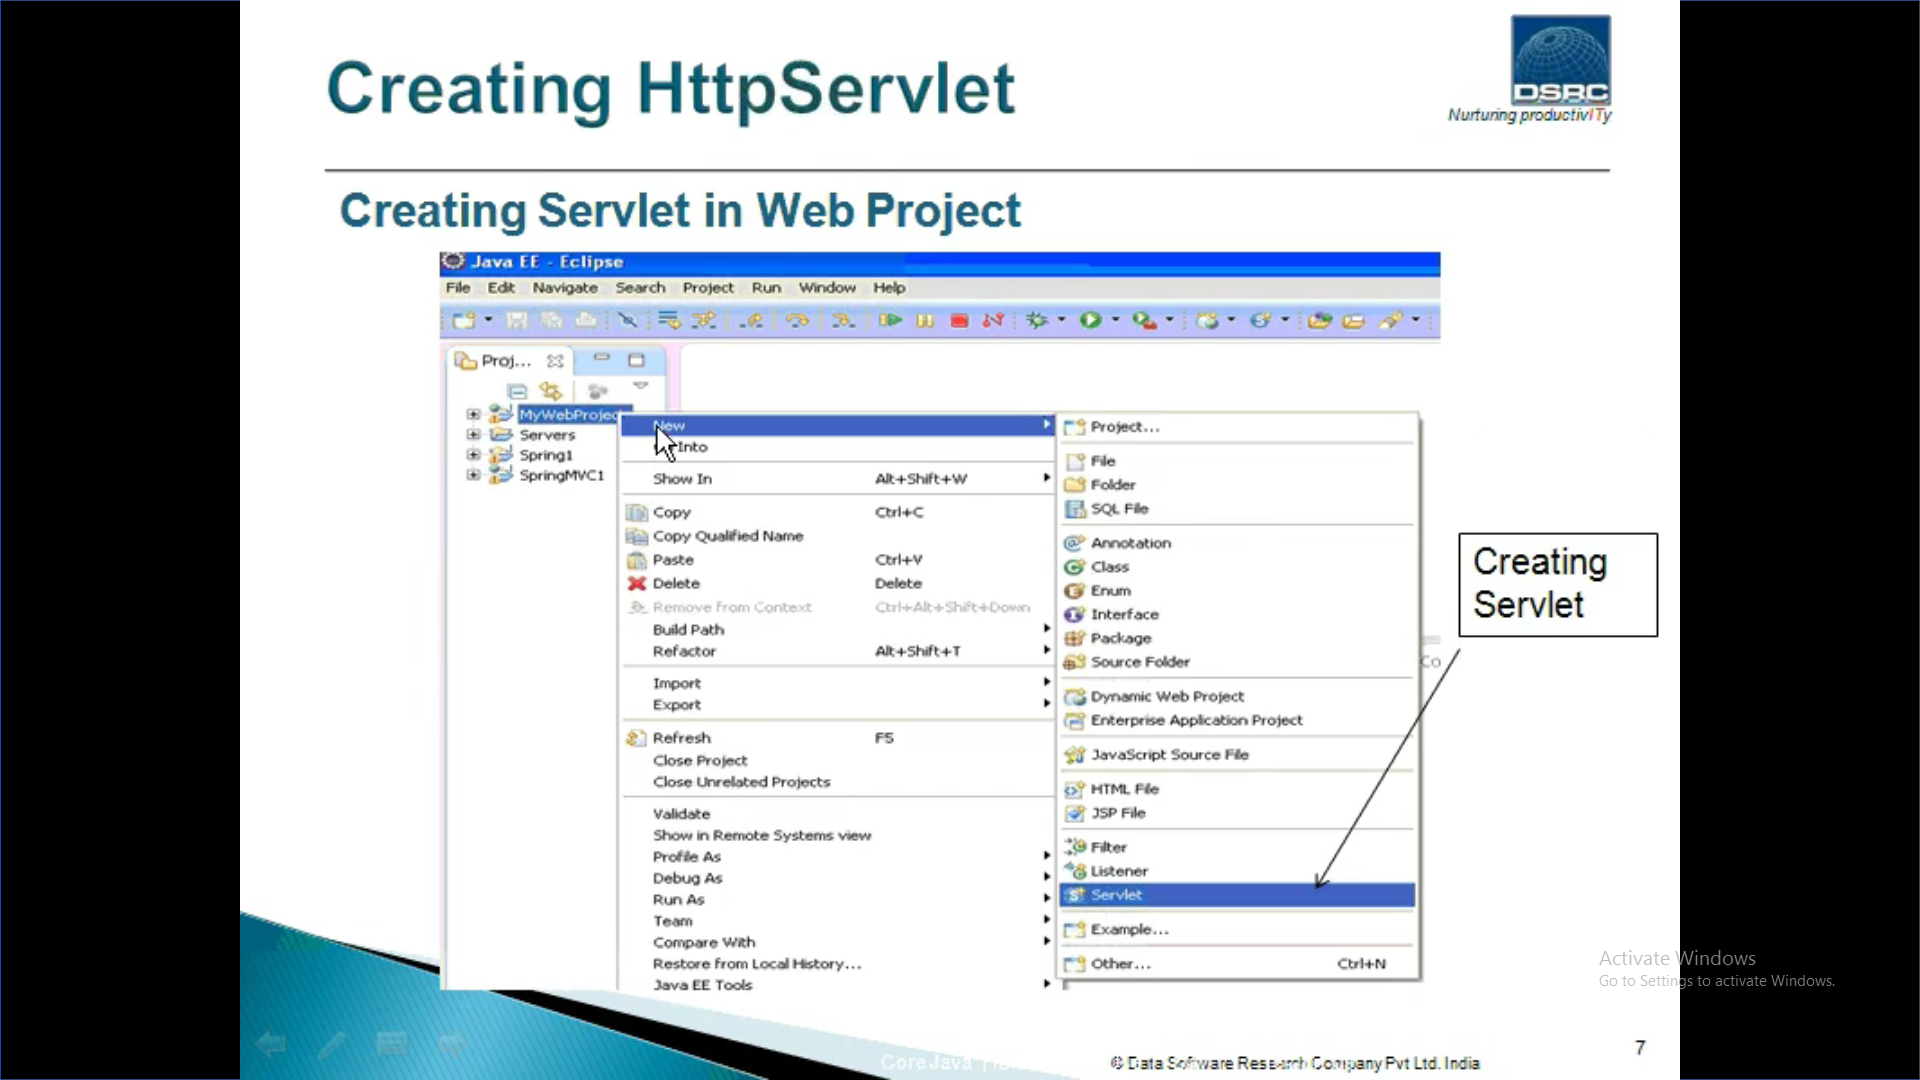 Creating HttpServlet
DSRC
Nurturing productivITy
Creating Servlet in Web Project
Java EE - Eclipse
File Edit Navigate Search Project Run Window Help
Proj...
MyWebProjec
Servers
Spring1
SpringMVC1
New
Into
Show In Alt+Shift+W
Copy Ctrl+C
Copy Qualified Name
Paste Ctrl+V
Delete Delete
Remove from Context Ctrl+Alt+Shift+Down
Build Path
Refactor Alt+Shift+T
Import
Export
Refresh F5
Close Project
Close Unrelated Projects
Validate
Show in Remote Systems view
Profile As
Debug As
Run As
Team
Compare With
Restore from Local History...
Java EE Tools
Project...
File
Folder
SQL File
Annotation
Class
Enum
Interface
Package
Source Folder
Dynamic Web Project
Enterprise Application Project
JavaScript Source File
HTML File
JSP File
Filter
Listener
Servlet
Example...
Other... Ctrl+N
Co
Creating
Servlet
Activate Windows
Go to Settings to activate Windows.
7
Core Java
© Data Software Research Company Pvt Ltd. India